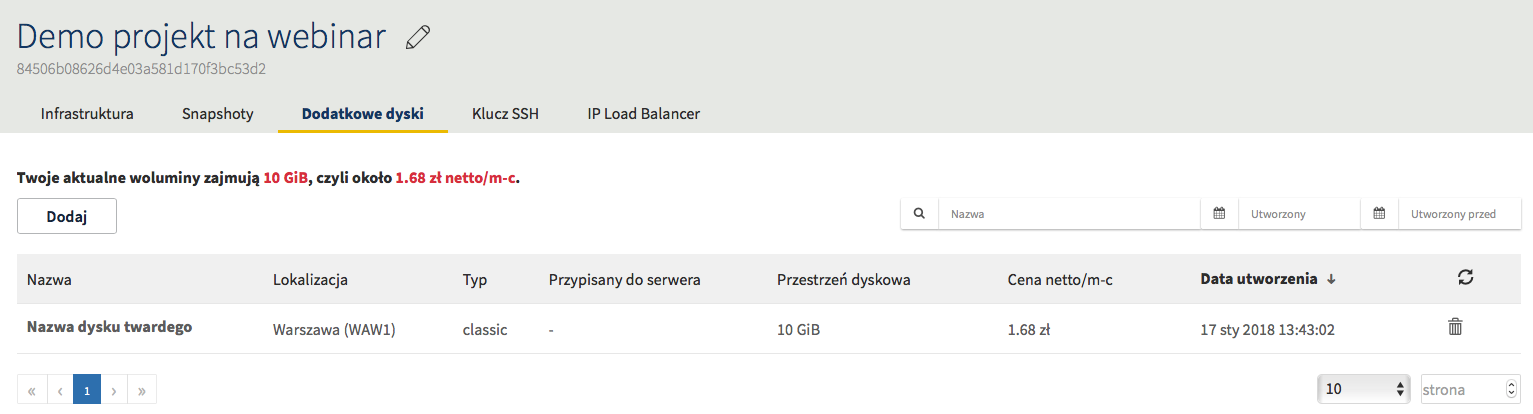 Demo projekt na webinar
84506b08626d4e03a581d170f3bc53d2
Infrastruktura Snapshoty Dodatkowe dyski Klucz SSH IP Load Balancer
Twoje aktualne woluminy zajmują 10 GiB, czyli około 1.68 zł netto/m-c.
Dodaj Nazwa Utworzony Utworzony przed
Nazwa Lokalizacja Typ Przypisany do serwera Przestrzeń dyskowa Cena netto/m-c Data utworzenia ↓
Nazwa dysku twardego Warszawa (WAW1) classic - 10 GiB 1.68 zł 17 sty 2018 13:43:02
« ‹ 1 › » 10 strona